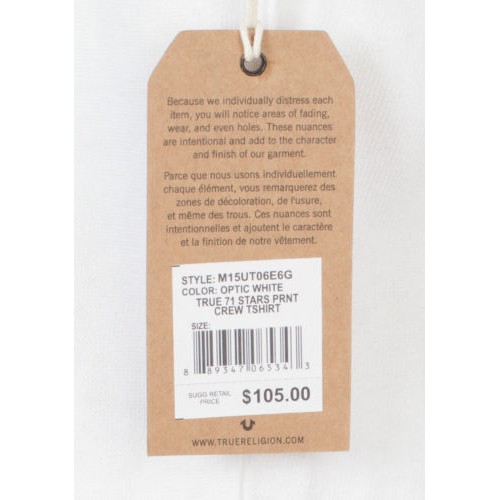 Because we individually distress each
item, you will notice areas of fading,
wear, and even holes. These nuances
are intentional and add to the character
and finish of our garment.
Parce que nous usons individuellement
chaque élément, vous remarquerez des
zones de décoloration, de l'usure,
et même des trous. Ces nuances sont
intentionnelles et ajoutent le caractère
et la finition de notre vêtement.
STYLE: M15UT06E6G
COLOR: OPTIC WHITE
TRUE 71 STARS PRNT
CREW TSHIRT
SIZE:
8 89347 06534 3
SUGG RETAIL
PRICE $105.00
WWW.TRUERELIGION.COM